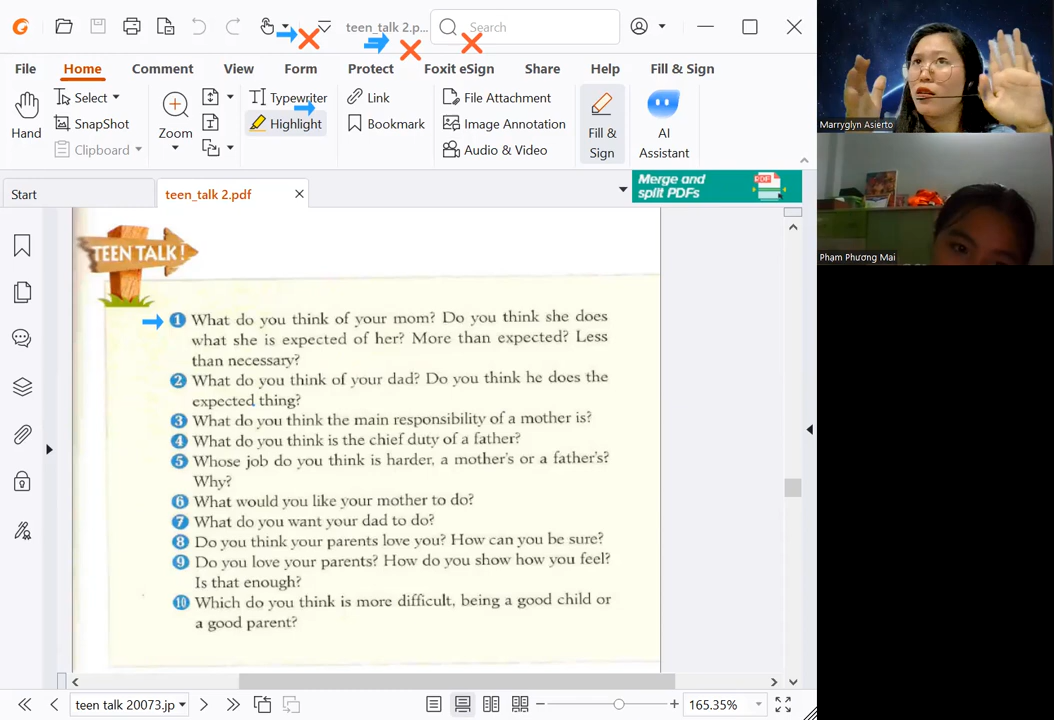 teen_talk 2.p...
Search
File
Home
Comment
View
Form
Protect
Foxit eSign
Share
Help
Fill & Sign
Hand
Select
SnapShot
Clipboard
Zoom
Typewriter
Highlight
Link
Bookmark
File Attachment
Image Annotation
Audio & Video
Fill &
Sign
AI
Assistant
Start
teen_talk 2.pdf
Merge and
split PDFs
PDF
TEEN TALK!
1 What do you think of your mom? Do you think she does
what she is expected of her? More than expected? Less
than necessary?
2 What do you think of your dad? Do you think he does the
expected thing?
3 What do you think the main responsibility of a mother is?
4 What do you think is the chief duty of a father?
5 Whose job do you think is harder, a mother's or a father's?
Why?
6 What would you like your mother to do?
7 What do you want your dad to do?
8 Do you think your parents love you? How can you be sure?
9 Do you love your parents? How do you show how you feel?
Is that enough?
10 Which do you think is more difficult, being a good child or
a good parent?
teen talk 20073.jp
165.35%
Marryglyn Asierto
Phạm Phương Mai